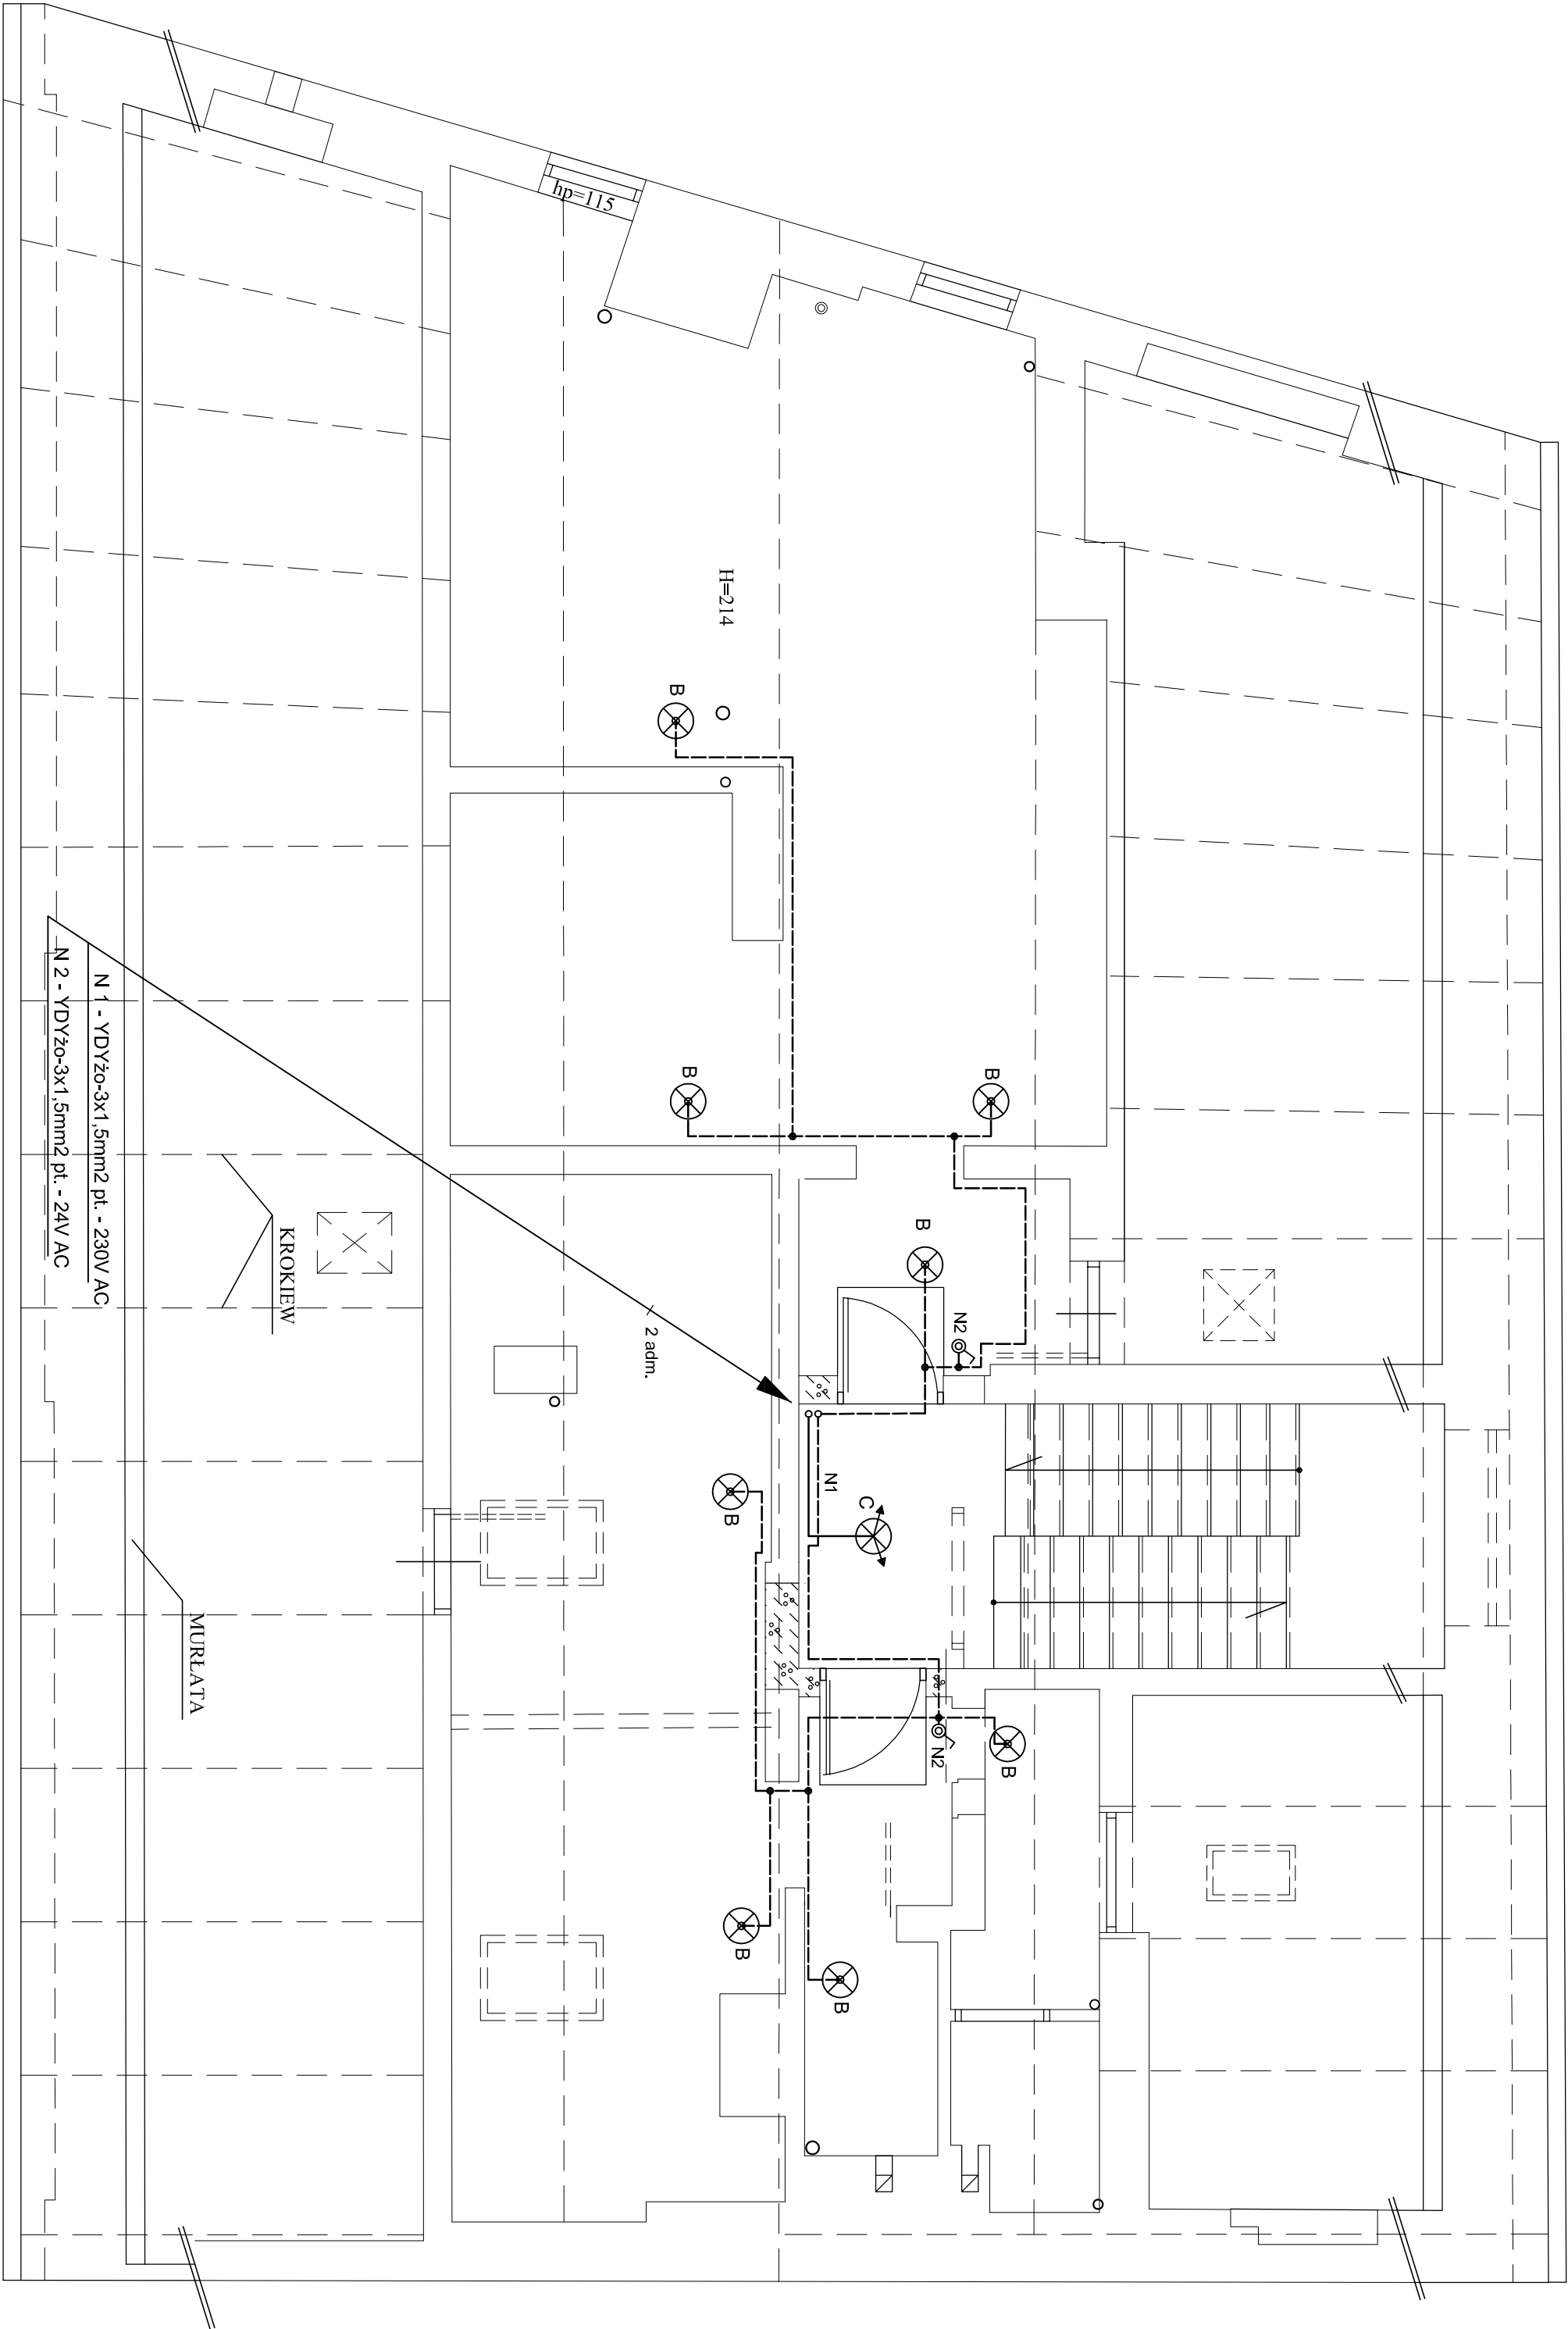 hp=115
H=214
B
B
B
B
N2
2 adm.
N 1 - YDYżo-3x1,5mm2 pt. - 230V AC
N 2 - YDYżo-3x1,5mm2 pt. - 24V AC
KROKIEW
N1
C
B
MURŁATA
N2
B
B
B